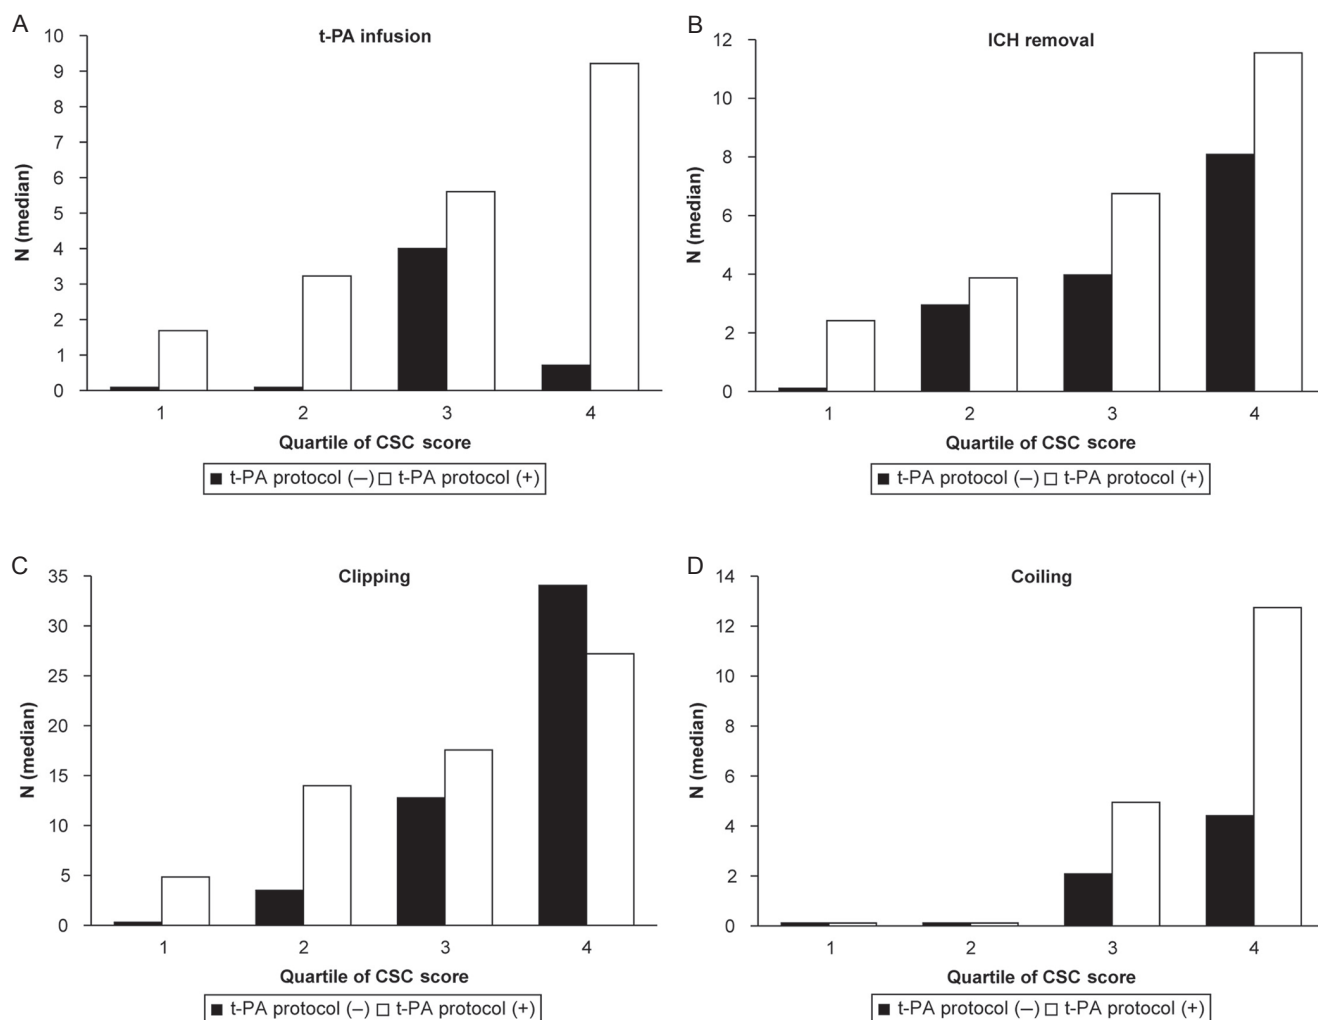 A
t-PA infusion
10
9
8
7
6
5
4
3
2
1
0
N (median)
1 2 3 4
Quartile of CSC score
t-PA protocol (–) t-PA protocol (+)
B
ICH removal
12
10
8
6
4
2
0
N (median)
1 2 3 4
Quartile of CSC score
t-PA protocol (–) t-PA protocol (+)
C
Clipping
35
30
25
20
15
10
5
0
N (median)
1 2 3 4
Quartile of CSC score
t-PA protocol (–) t-PA protocol (+)
D
Coiling
14
12
10
8
6
4
2
0
N (median)
1 2 3 4
Quartile of CSC score
t-PA protocol (–) t-PA protocol (+)